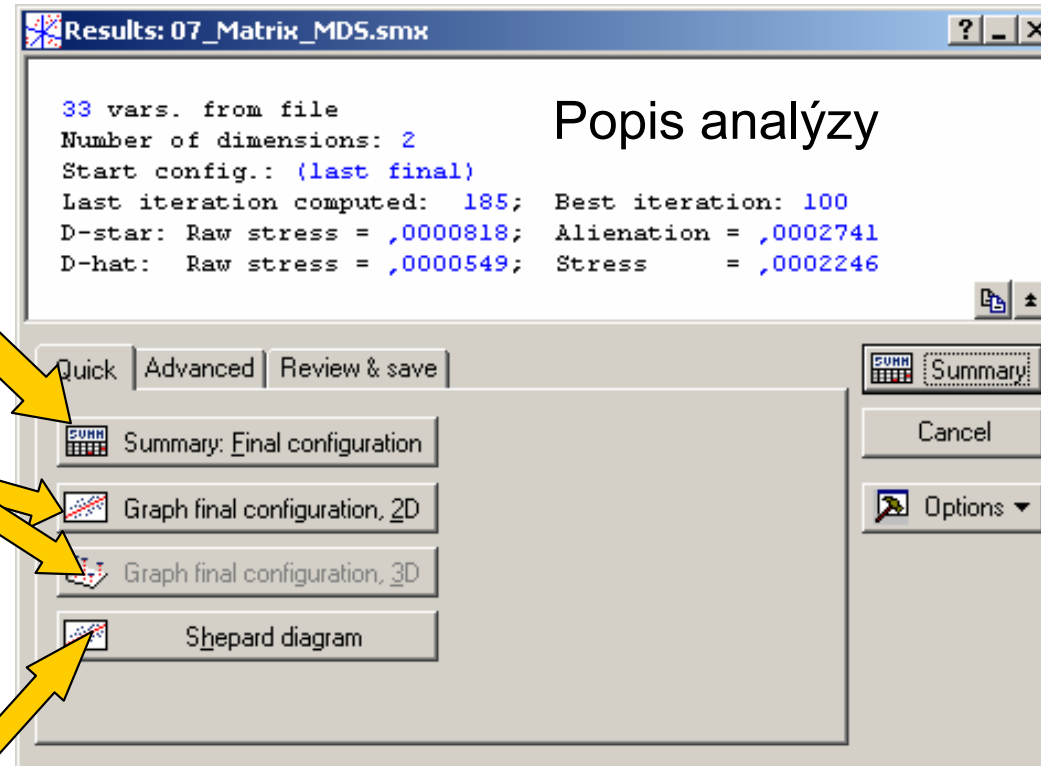 Results: 07_Matrix_MDS.smx
33 vars. from file
Popis analýzy
Number of dimensions: 2
Start config.: (last final)
Last iteration computed: 185; Best iteration: 100
D-star: Raw stress = ,0000818; Alienation = ,0002741
D-hat: Raw stress = ,0000549; Stress = ,0002246
Quick Advanced Review & save
Summary
Summary: Final configuration
Cancel
Graph final configuration, 2D
Options
Graph final configuration, 3D
Shepard diagram